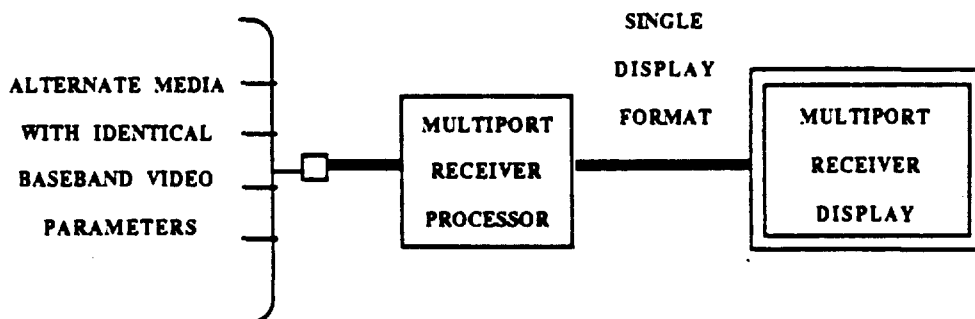 ALTERNATE MEDIA
WITH IDENTICAL
BASEBAND VIDEO
PARAMETERS
MULTIPORT
RECEIVER
PROCESSOR
SINGLE
DISPLAY
FORMAT
MULTIPORT
RECEIVER
DISPLAY